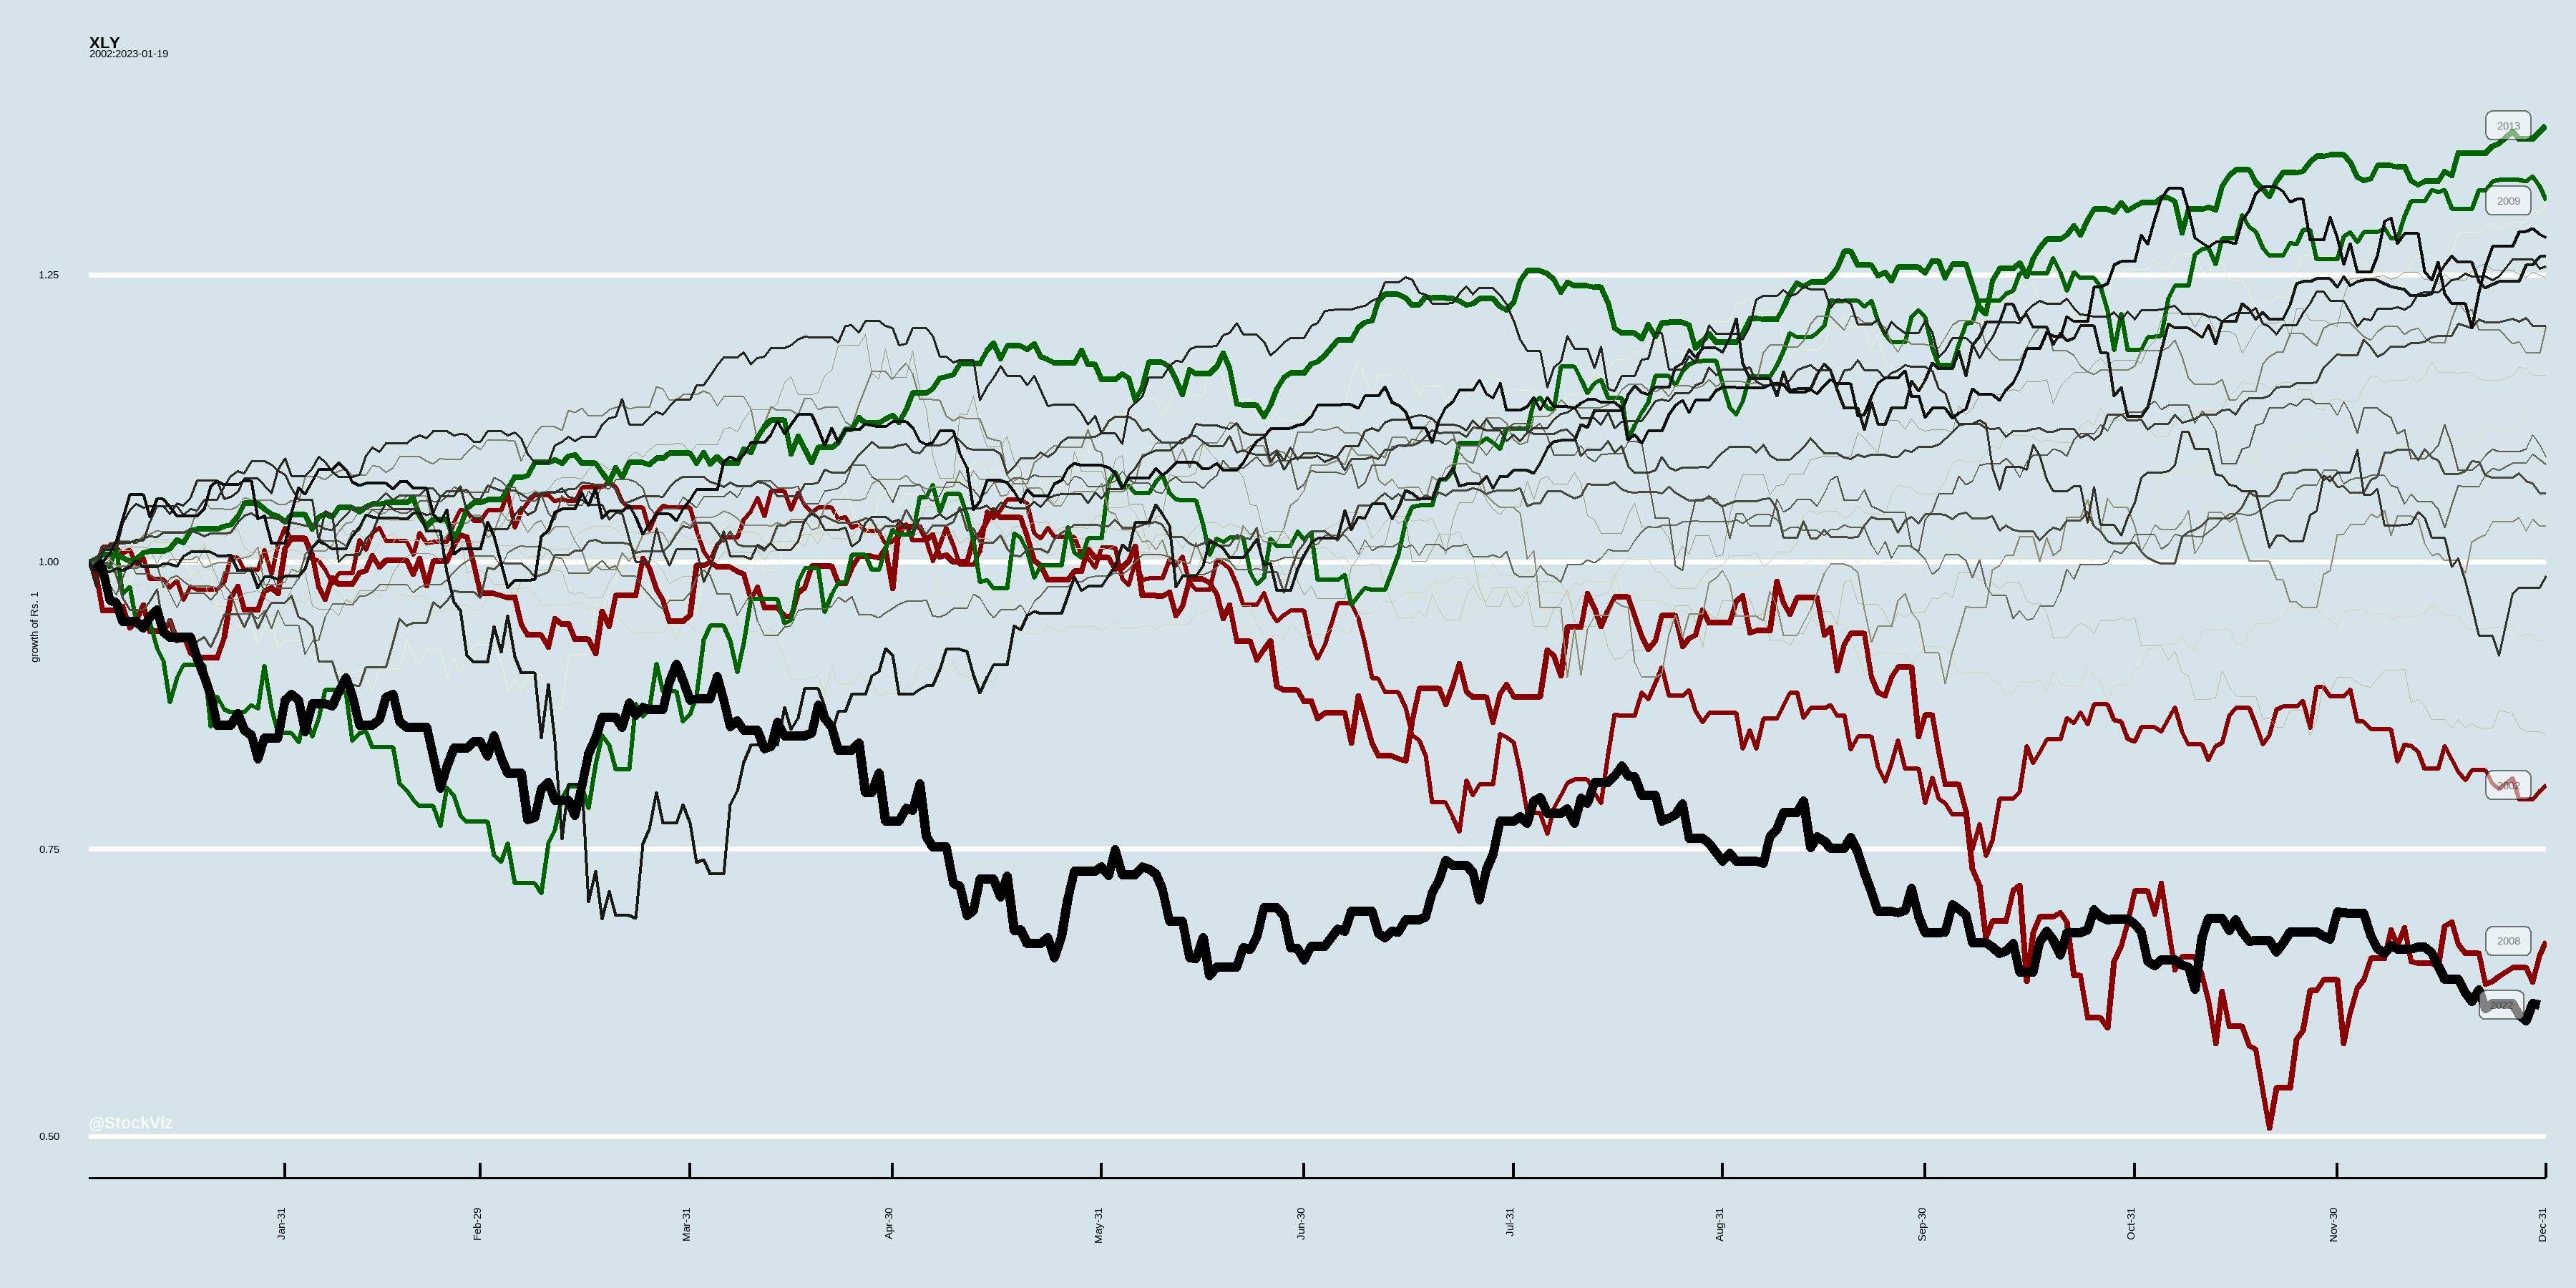 XLY
2002:2023-01-19
2013
2009
1.25
1.00
growth of Rs. 1
0.75
2002
2008
2022
@StockViz
0.50
Jan-31
Feb-29
Mar-31
Apr-30
May-31
Jun-30
Jul-31
Aug-31
Sep-30
Oct-31
Nov-30
Dec-31